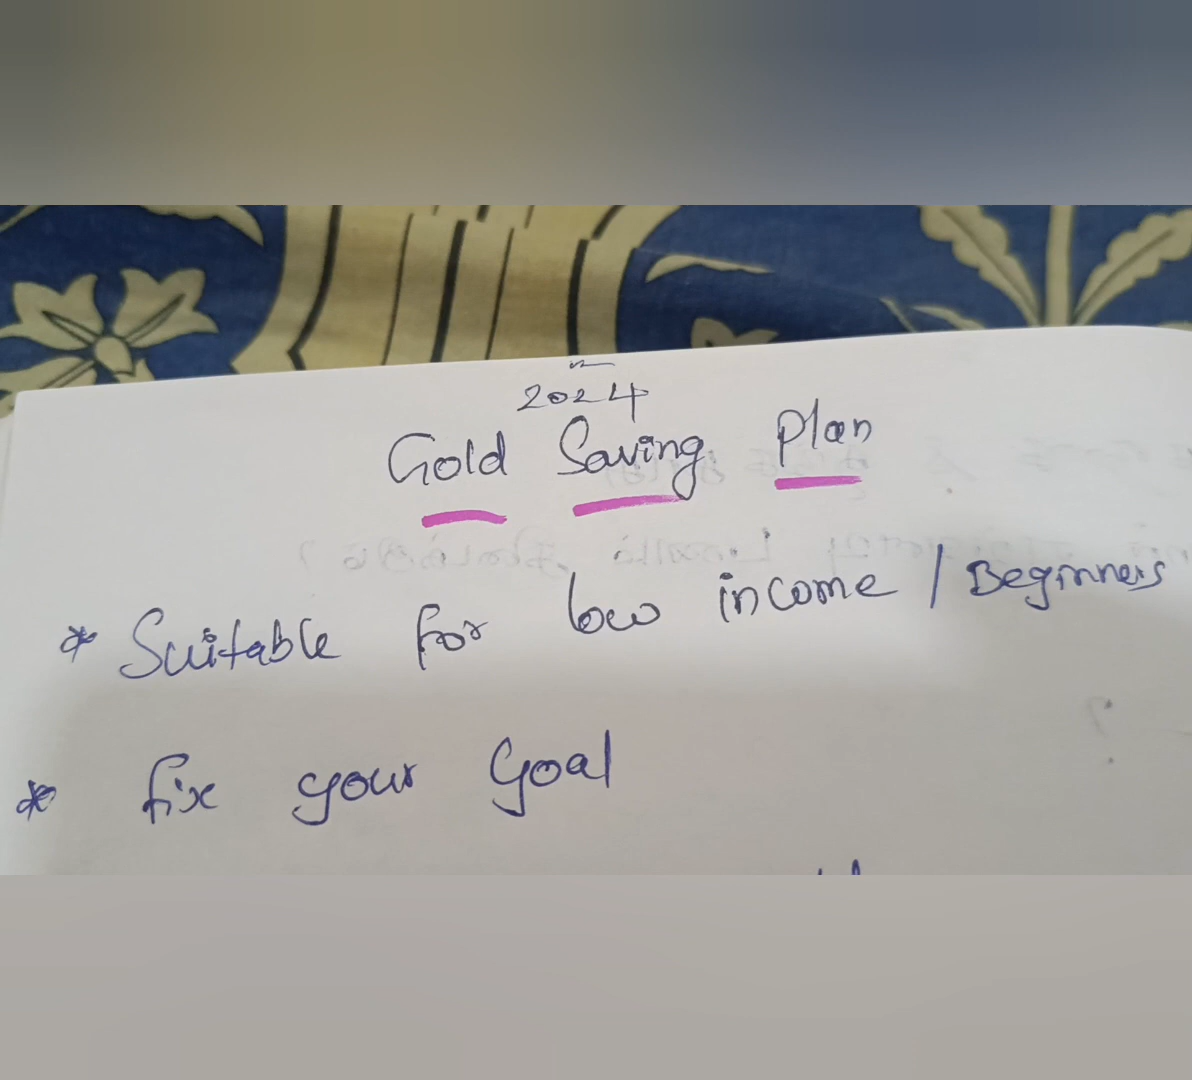 2024
Gold Saving Plan
* Suitable for low income / Beginners
* fix your Goal